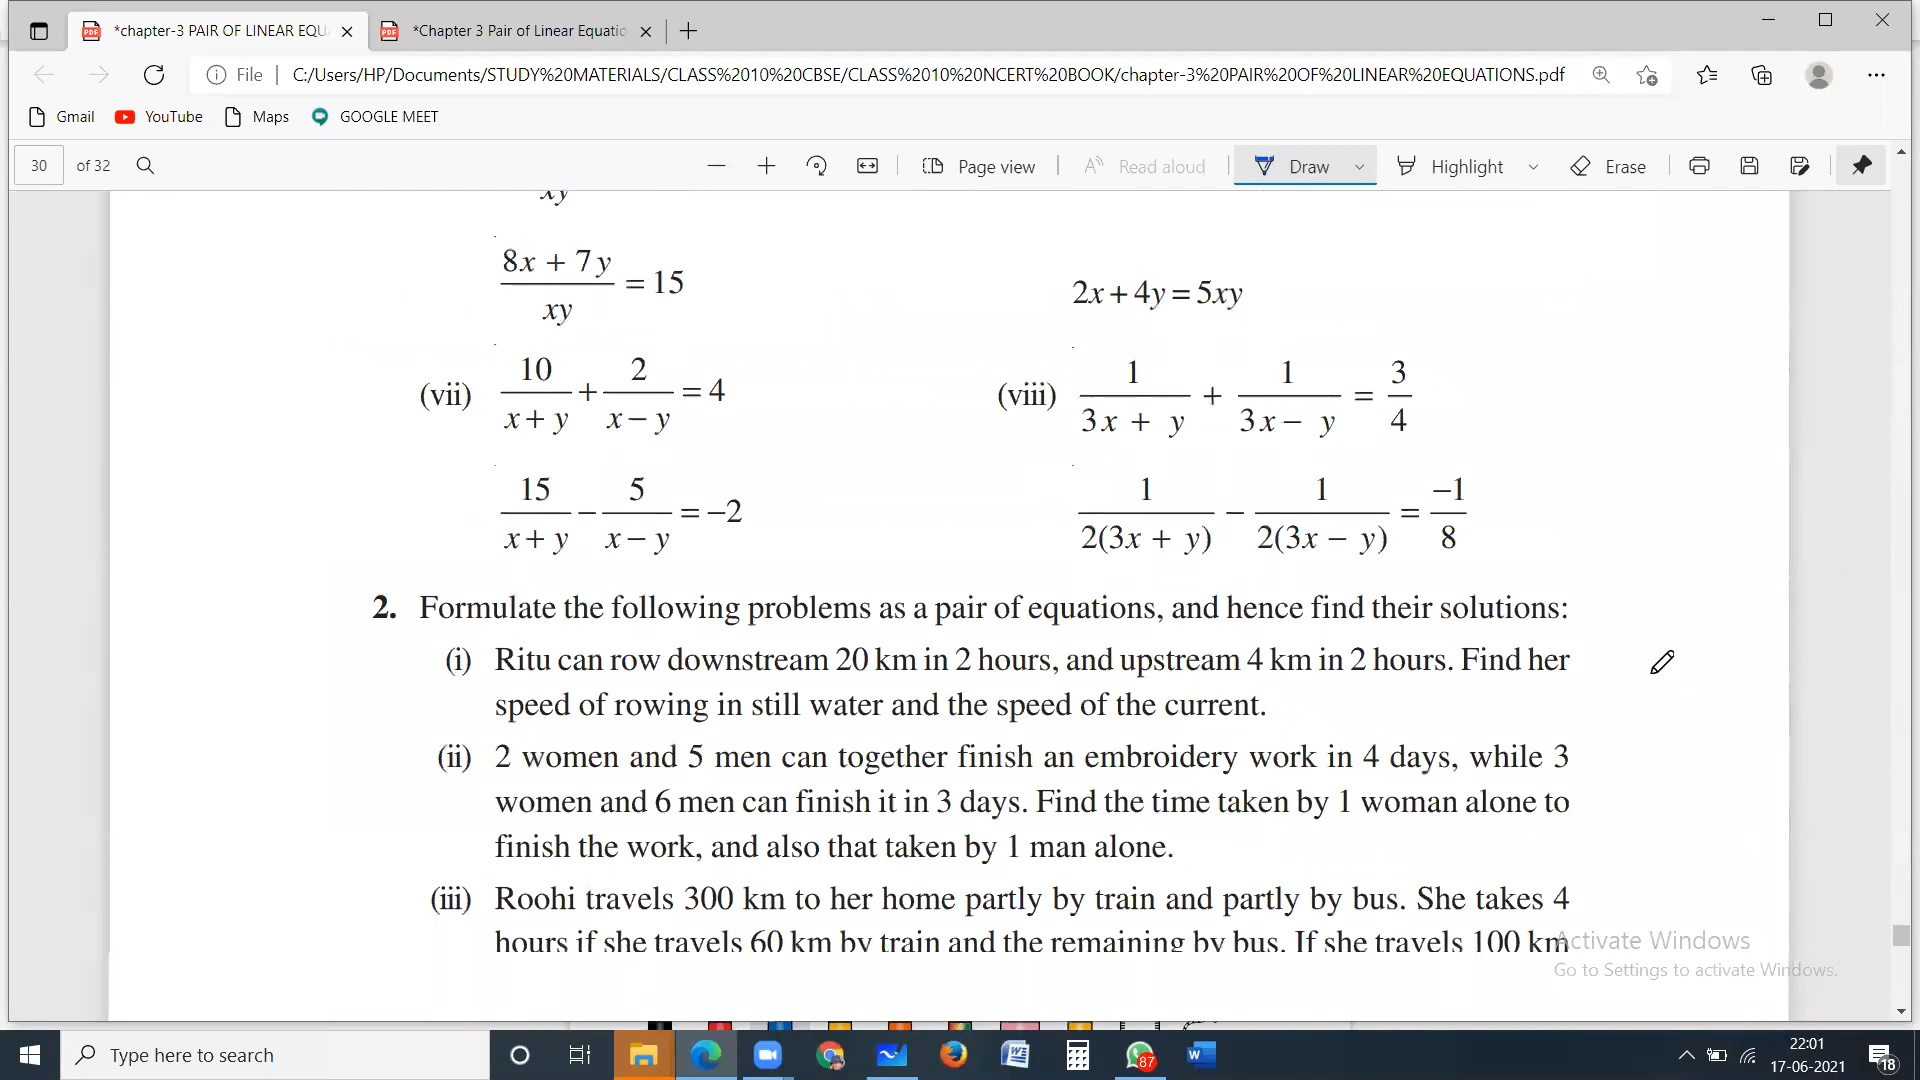 *chapter-3 PAIR OF LINEAR EQU
*Chapter 3 Pair of Linear Equatio
File
C:/Users/HP/Documents/STUDY%20MATERIALS/CLASS%2010%20CBSE/CLASS%2010%20NCERT%20BOOK/chapter-3%20PAIR%20OF%20LINEAR%20EQUATIONS.pdf
Gmail YouTube Maps GOOGLE MEET
30 of 32 Page view Read aloud Draw Highlight Erase
xy
8x + 7y / xy = 15
2x + 4y = 5xy
(vii) 10/(x + y) + 2/(x − y) = 4
(viii) 1/(3x + y) + 1/(3x − y) = 3/4
15/(x + y) − 5/(x − y) = −2
1/2(3x + y) − 1/2(3x − y) = −1/8
2. Formulate the following problems as a pair of equations, and hence find their solutions:
(i) Ritu can row downstream 20 km in 2 hours, and upstream 4 km in 2 hours. Find her
speed of rowing in still water and the speed of the current.
(ii) 2 women and 5 men can together finish an embroidery work in 4 days, while 3
women and 6 men can finish it in 3 days. Find the time taken by 1 woman alone to
finish the work, and also that taken by 1 man alone.
(iii) Roohi travels 300 km to her home partly by train and partly by bus. She takes 4
hours if she travels 60 km by train and the remaining by bus. If she travels 100 km
Activate Windows
Go to Settings to activate Windows.
Type here to search
87
22:01
17-06-2021
18